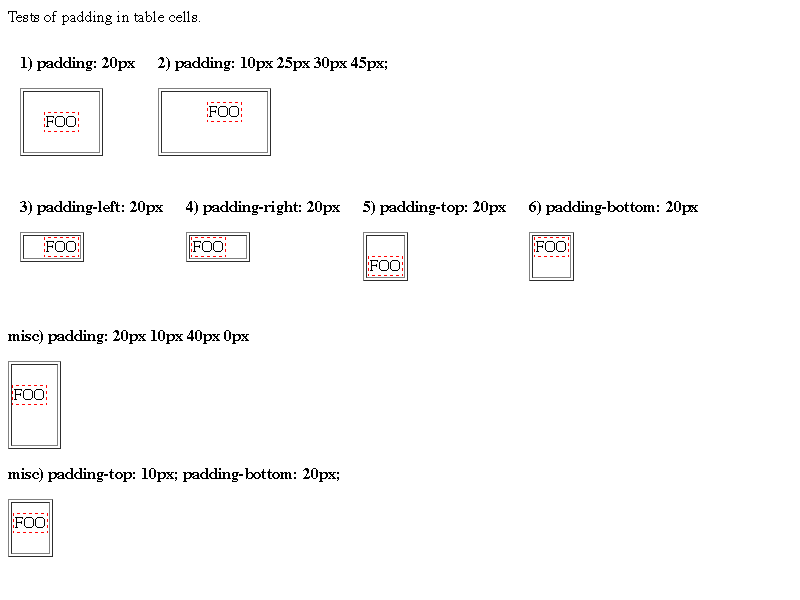 Tests of padding in table cells.
1) padding: 20px 2) padding: 10px 25px 30px 45px;
FOO FOO
3) padding-left: 20px 4) padding-right: 20px 5) padding-top: 20px 6) padding-bottom: 20px
FOO FOO FOO FOO
misc) padding: 20px 10px 40px 0px
FOO
misc) padding-top: 10px; padding-bottom: 20px;
FOO